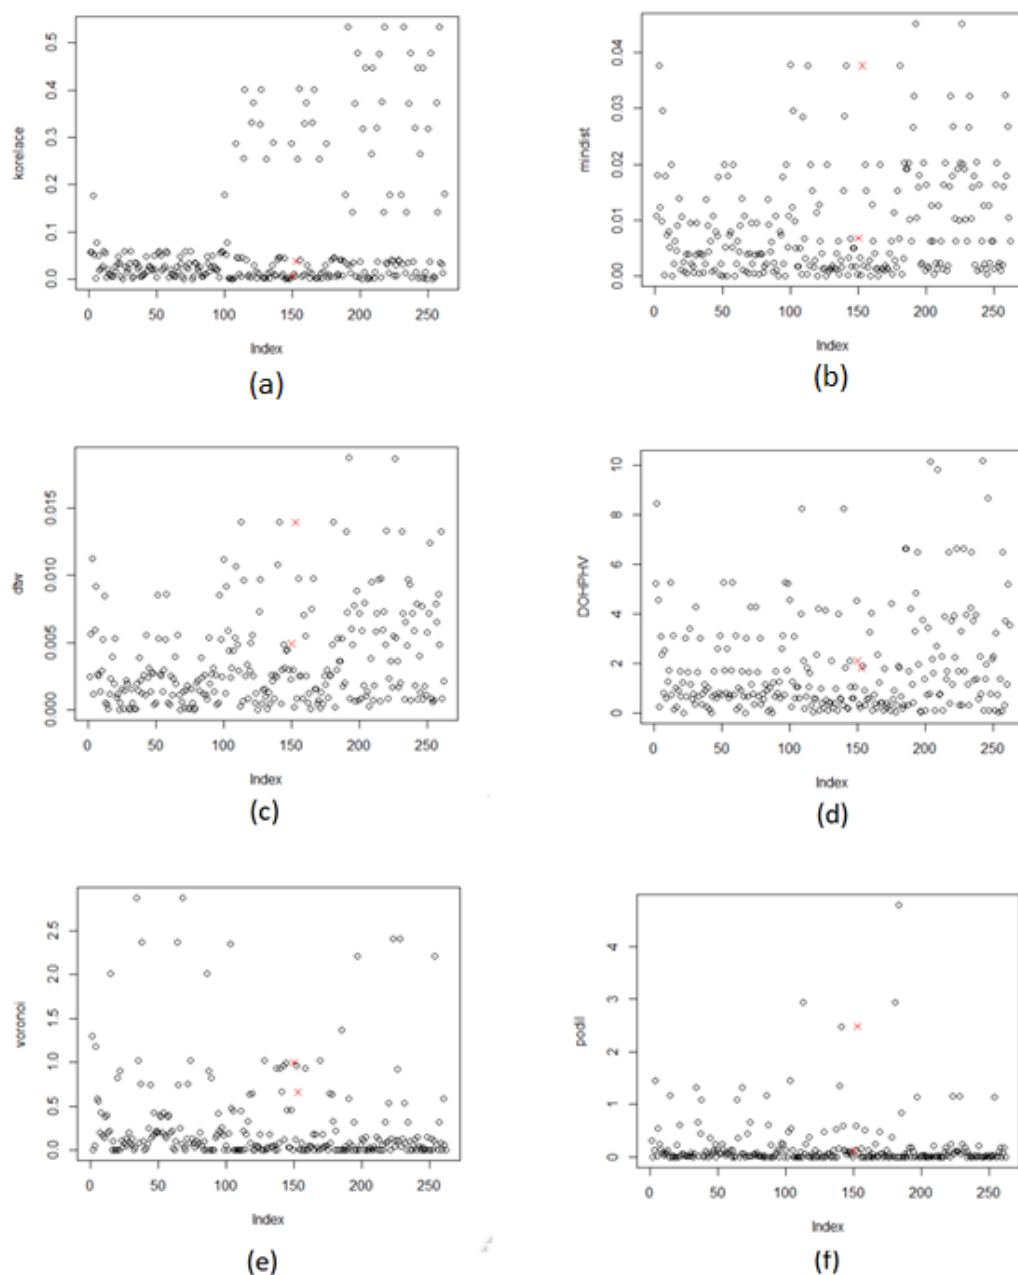 korelace
0.0 0.1 0.2 0.3 0.4 0.5
0 50 100 150 200 250
Index
(a)
mindist
0.00 0.01 0.02 0.03 0.04
0 50 100 150 200 250
Index
(b)
dtw
0.000 0.005 0.010 0.015
0 50 100 150 200 250
Index
(c)
DOHPHV
0 2 4 6 8 10
0 50 100 150 200 250
Index
(d)
voronoi
0.0 0.5 1.0 1.5 2.0 2.5
0 50 100 150 200 250
Index
(e)
podil
0 1 2 3 4
0 50 100 150 200 250
Index
(f)